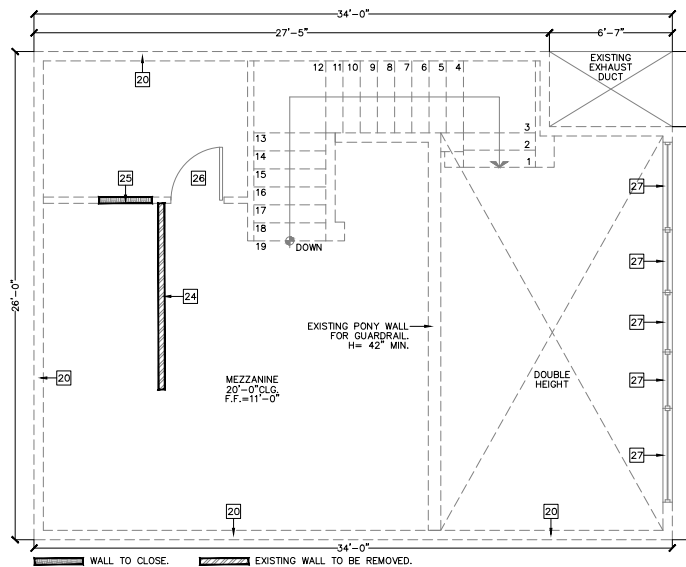 34'-0"
27'-5"
6'-7"
EXISTING
EXHAUST
DUCT
20
12 11 10 9 8 7 6 5 4
3
2
1
13
14
15
16
17
18
19
DOWN
25
26
27
27
27
27
27
24
26'-0"
EXISTING PONY WALL
FOR GUARDRAIL.
H= 42" MIN.
20
MEZZANINE
20'-0"CLG.
F.F.=11'-0"
DOUBLE
HEIGHT
20
20
34'-0"
WALL TO CLOSE.
EXISTING WALL TO BE REMOVED.